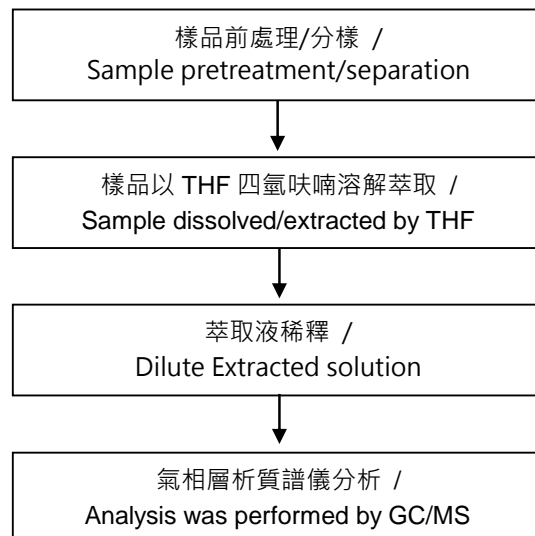 樣品前處理/分樣 /
Sample pretreatment/separation
樣品以 THF 四氫呋喃溶解萃取 /
Sample dissolved/extracted by THF
萃取液稀釋 /
Dilute Extracted solution
氣相層析質譜儀分析 /
Analysis was performed by GC/MS